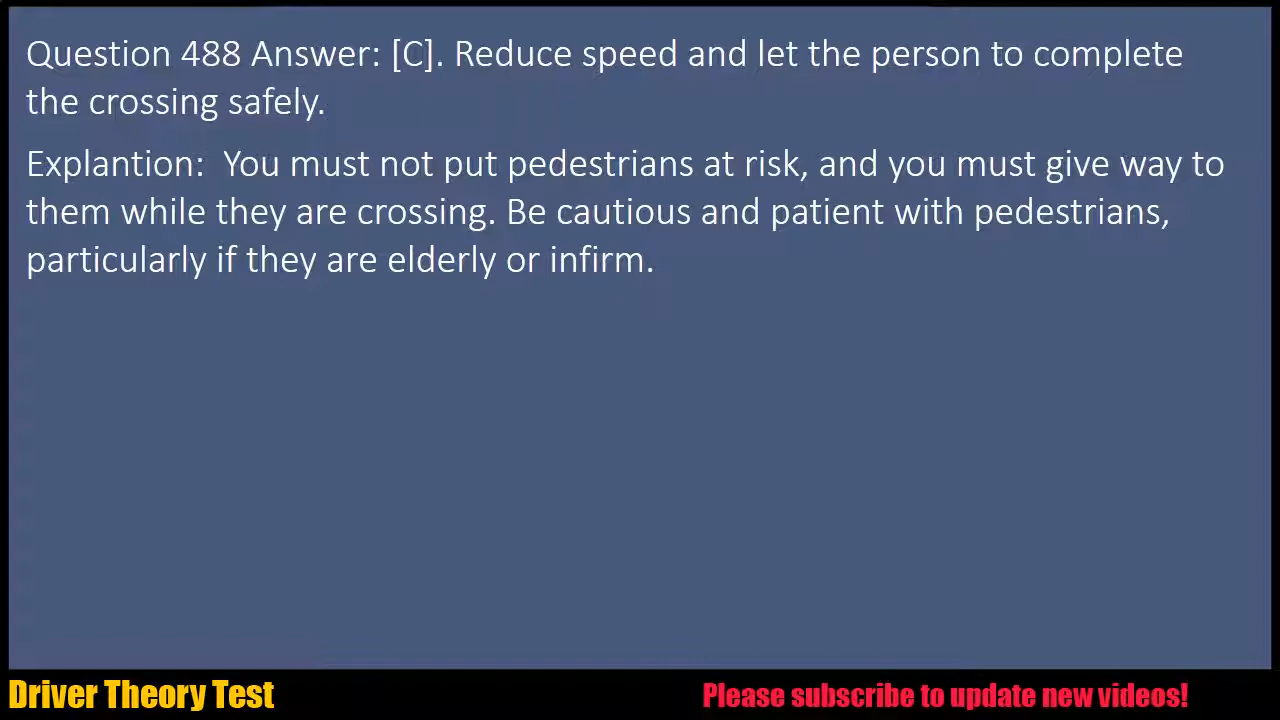 Question 488 Answer: [C]. Reduce speed and let the person to complete
the crossing safely.
Explantion:  You must not put pedestrians at risk, and you must give way to
them while they are crossing. Be cautious and patient with pedestrians,
particularly if they are elderly or infirm.
Driver Theory Test
Please subscribe to update new videos!